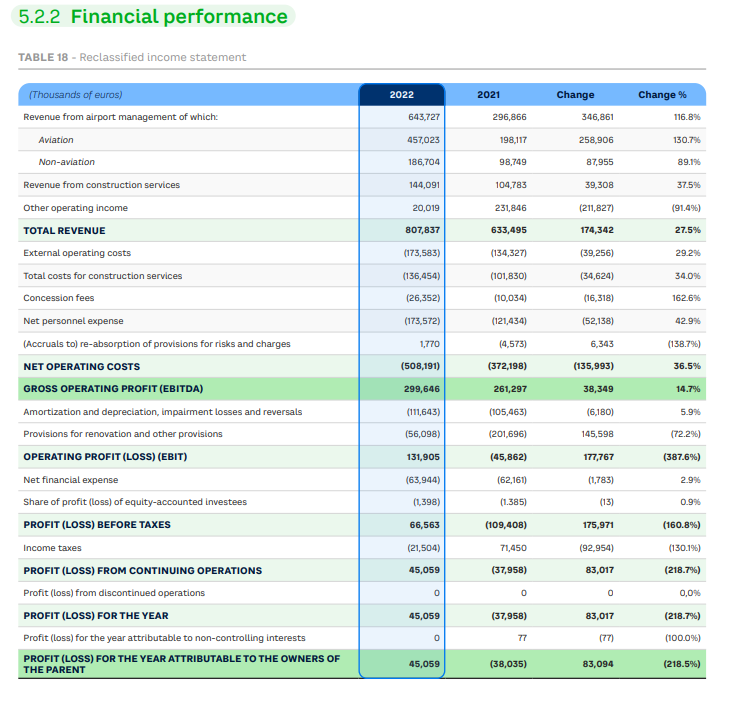 5.2.2 Financial performance
TABLE 18 - Reclassified income statement
(Thousands of euros) 2022 2021 Change Change %
Revenue from airport management of which: 643,727 296,866 346,861 116.8%
Aviation 457,023 198,117 258,906 130.7%
Non-aviation 186,704 98,749 87,955 89.1%
Revenue from construction services 144,091 104,783 39,308 37.5%
Other operating income 20,019 231,846 (211,827) (91.4%)
TOTAL REVENUE 807,837 633,495 174,342 27.5%
External operating costs (173,583) (134,327) (39,256) 29.2%
Total costs for construction services (136,454) (101,830) (34,624) 34.0%
Concession fees (26,352) (10,034) (16,318) 162.6%
Net personnel expense (173,572) (121,434) (52,138) 42.9%
(Accruals to) re-absorption of provisions for risks and charges 1,770 (4,573) 6,343 (138.7%)
NET OPERATING COSTS (508,191) (372,198) (135,993) 36.5%
GROSS OPERATING PROFIT (EBITDA) 299,646 261,297 38,349 14.7%
Amortization and depreciation, impairment losses and reversals (111,643) (105,463) (6,180) 5.9%
Provisions for renovation and other provisions (56,098) (201,696) 145,598 (72.2%)
OPERATING PROFIT (LOSS) (EBIT) 131,905 (45,862) 177,767 (387.6%)
Net financial expense (63,944) (62,161) (1,783) 2.9%
Share of profit (loss) of equity-accounted investees (1,398) (1.385) (13) 0.9%
PROFIT (LOSS) BEFORE TAXES 66,563 (109,408) 175,971 (160.8%)
Income taxes (21,504) 71,450 (92,954) (130.1%)
PROFIT (LOSS) FROM CONTINUING OPERATIONS 45,059 (37,958) 83,017 (218.7%)
Profit (loss) from discontinued operations 0 0 0 0,0%
PROFIT (LOSS) FOR THE YEAR 45,059 (37,958) 83,017 (218.7%)
Profit (loss) for the year attributable to non-controlling interests 0 77 (77) (100.0%)
PROFIT (LOSS) FOR THE YEAR ATTRIBUTABLE TO THE OWNERS OF
THE PARENT 45,059 (38,035) 83,094 (218.5%)